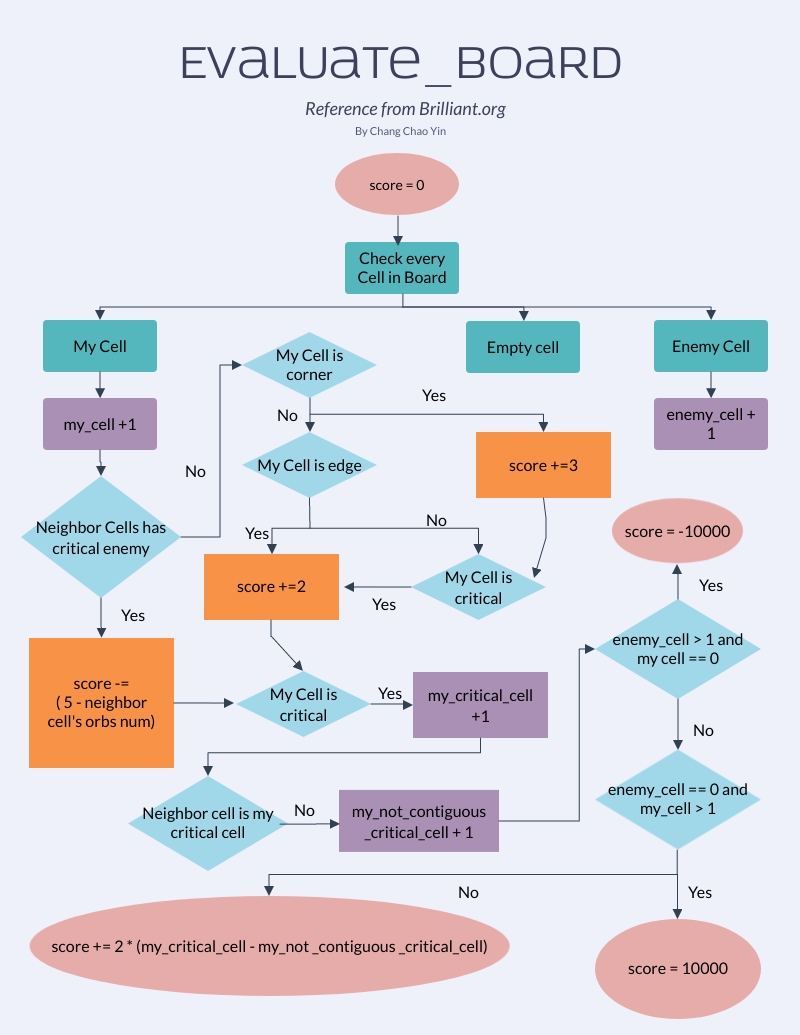 Evaluate_Board
Reference from Brilliant.org
By Chang Chao Yin
score = 0
Check every
Cell in Board
My Cell
Empty cell
Enemy Cell
My Cell is
corner
Yes
No
my_cell +1
enemy_cell +
1
My Cell is edge
score +=3
No
Neighbor Cells has
critical enemy
Yes
No
score = -10000
score +=2
My Cell is
critical
Yes
Yes
Yes
enemy_cell > 1 and
my cell == 0
score -=
( 5 - neighbor
cell's orbs num)
My Cell is
critical
Yes
my_critical_cell
+1
No
enemy_cell == 0 and
my_cell > 1
Neighbor cell is my
critical cell
No
my_not_contiguous
_critical_cell + 1
No
Yes
score += 2 * (my_critical_cell - my_not _contiguous _critical_cell)
score = 10000